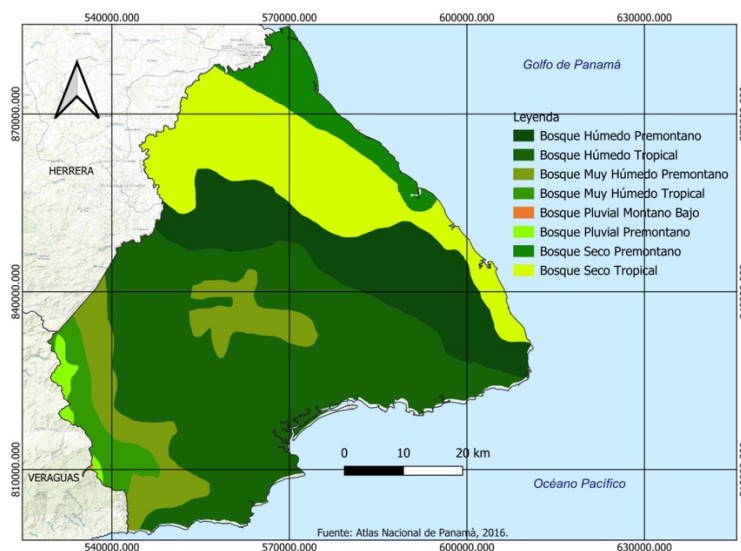 540000.000
570000.000
600000.000
630000.000
Golfo de Panamá
870000.000
Leyenda
Bosque Húmedo Premontano
Bosque Húmedo Tropical
Bosque Muy Húmedo Premontano
Bosque Muy Húmedo Tropical
Bosque Pluvial Montano Bajo
Bosque Pluvial Premontano
Bosque Seco Premontano
Bosque Seco Tropical
HERRERA
840000.000
810000.000
VERAGUAS
0 10 20 km
Océano Pacífico
Fuente: Atlas Nacional de Panamà, 2016.
540000.000
570000.000
600000.000
630000.000